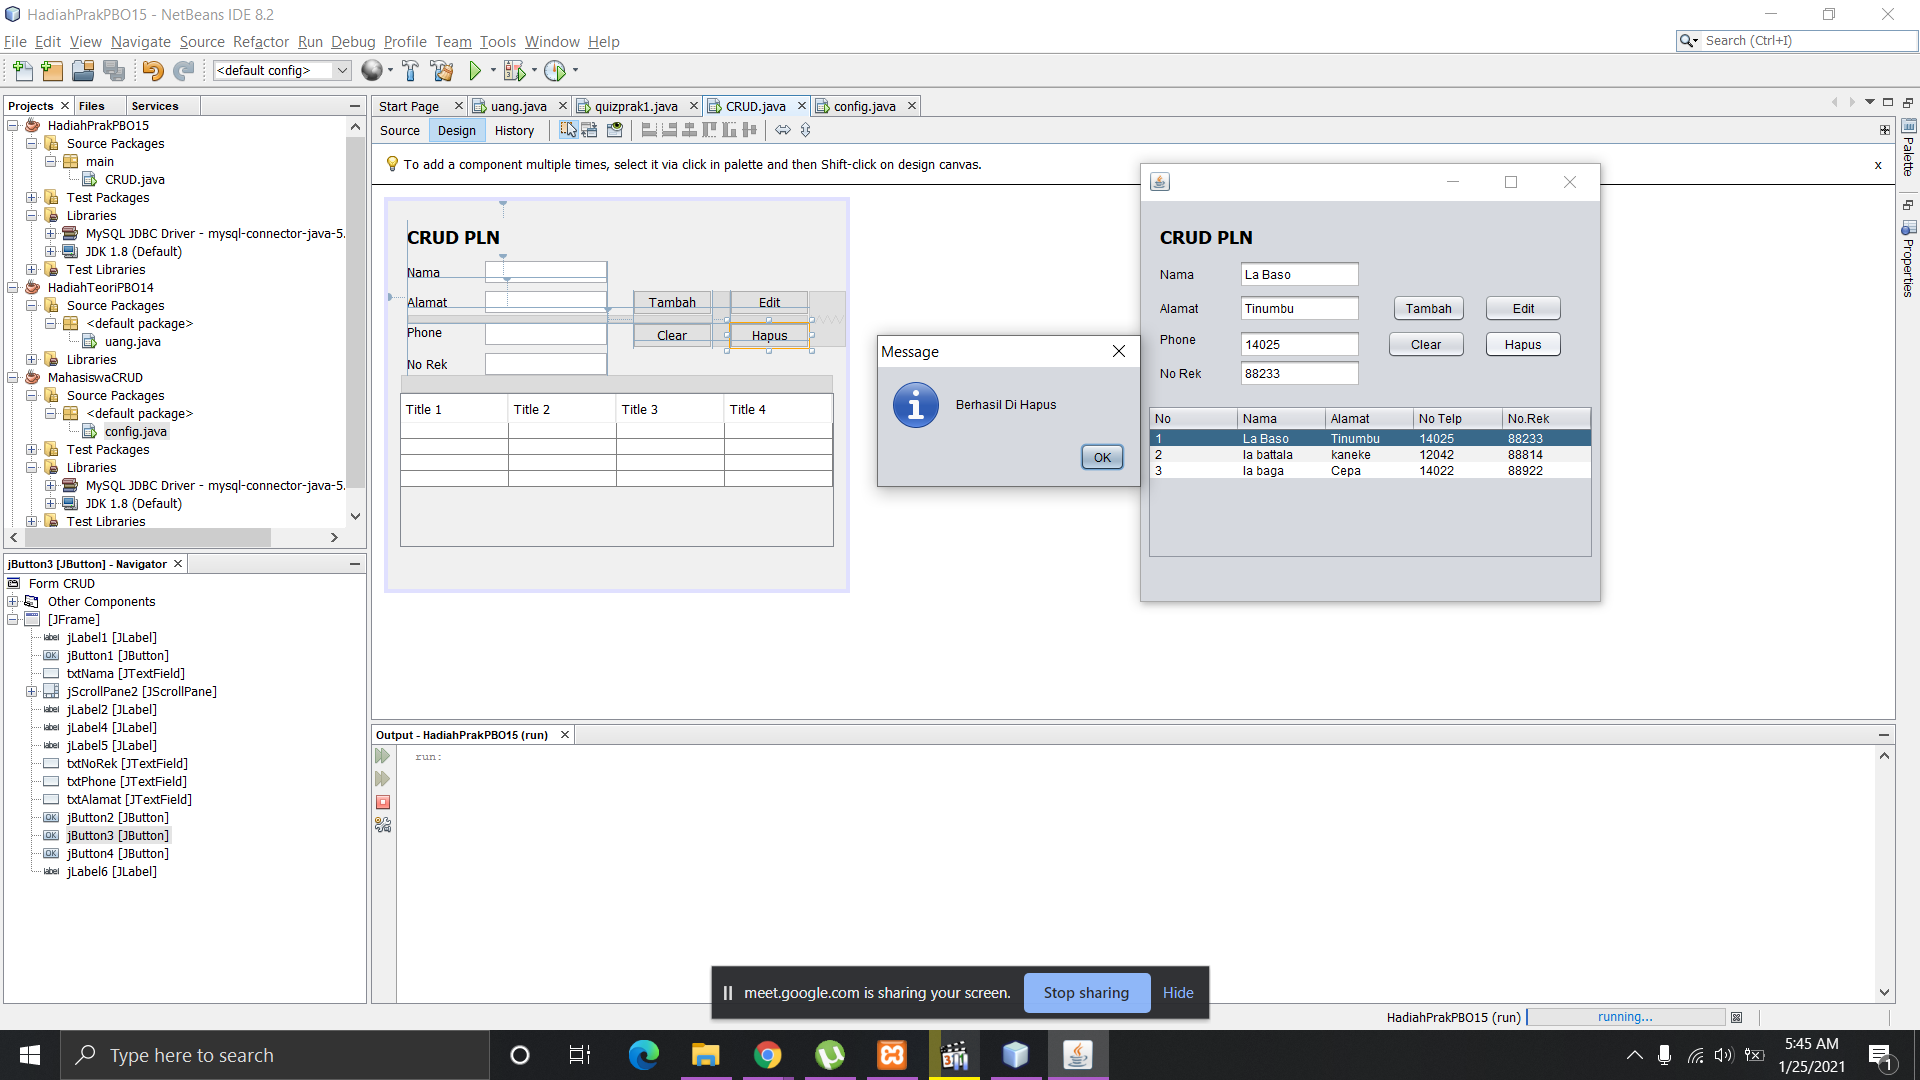 HadiahPrakPBO15 - NetBeans IDE 8.2
File Edit View Navigate Source Refactor Run Debug Profile Team Tools Window Help
Search (Ctrl+I)
<default config>
Projects Files Services
HadiahPrakPBO15
Source Packages
main
CRUD.java
Test Packages
Libraries
MySQL JDBC Driver - mysql-connector-java-5.
JDK 1.8 (Default)
Test Libraries
HadiahTeoriPBO14
Source Packages
<default package>
uang.java
Libraries
MahasiswaCRUD
Source Packages
<default package>
config.java
Test Packages
Libraries
MySQL JDBC Driver - mysql-connector-java-5.
JDK 1.8 (Default)
Test Libraries
jButton3 [JButton] - Navigator
Form CRUD
Other Components
[JFrame]
label jLabel1 [JLabel]
OK jButton1 [JButton]
txtNama [JTextField]
jScrollPane2 [JScrollPane]
label jLabel2 [JLabel]
label jLabel4 [JLabel]
label jLabel5 [JLabel]
txtNoRek [JTextField]
txtPhone [JTextField]
txtAlamat [JTextField]
OK jButton2 [JButton]
OK jButton3 [JButton]
OK jButton4 [JButton]
label jLabel6 [JLabel]
Start Page uang.java quizprak1.java CRUD.java config.java
Source Design History
To add a component multiple times, select it via click in palette and then Shift-click on design canvas.
x
CRUD PLN
Nama
Alamat Tambah Edit
Phone Clear Hapus
No Rek
Title 1 Title 2 Title 3 Title 4
Message
Berhasil Di Hapus
OK
CRUD PLN
Nama La Baso
Alamat Tinumbu Tambah Edit
Phone 14025 Clear Hapus
No Rek 88233
No Nama Alamat No Telp No.Rek
1 La Baso Tinumbu 14025 88233
2 la battala kaneke 12042 88814
3 la baga Cepa 14022 88922
Palette
Properties
Output - HadiahPrakPBO15 (run)
run:
meet.google.com is sharing your screen. Stop sharing Hide
HadiahPrakPBO15 (run) running...
Type here to search
5:45 AM
1/25/2021
1